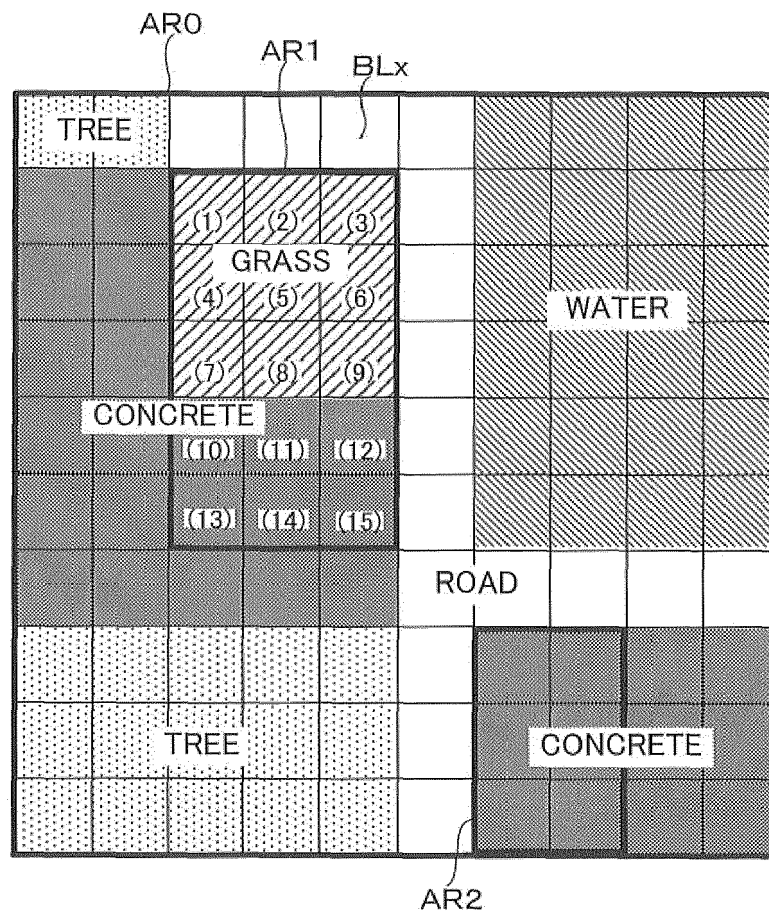 AR0
AR1
BLx
TREE
(1) (2) (3)
GRASS
(4) (5) (6)
WATER
(7) (8) (9)
CONCRETE
(10) (11) (12)
(13) (14) (15)
ROAD
TREE
CONCRETE
AR2